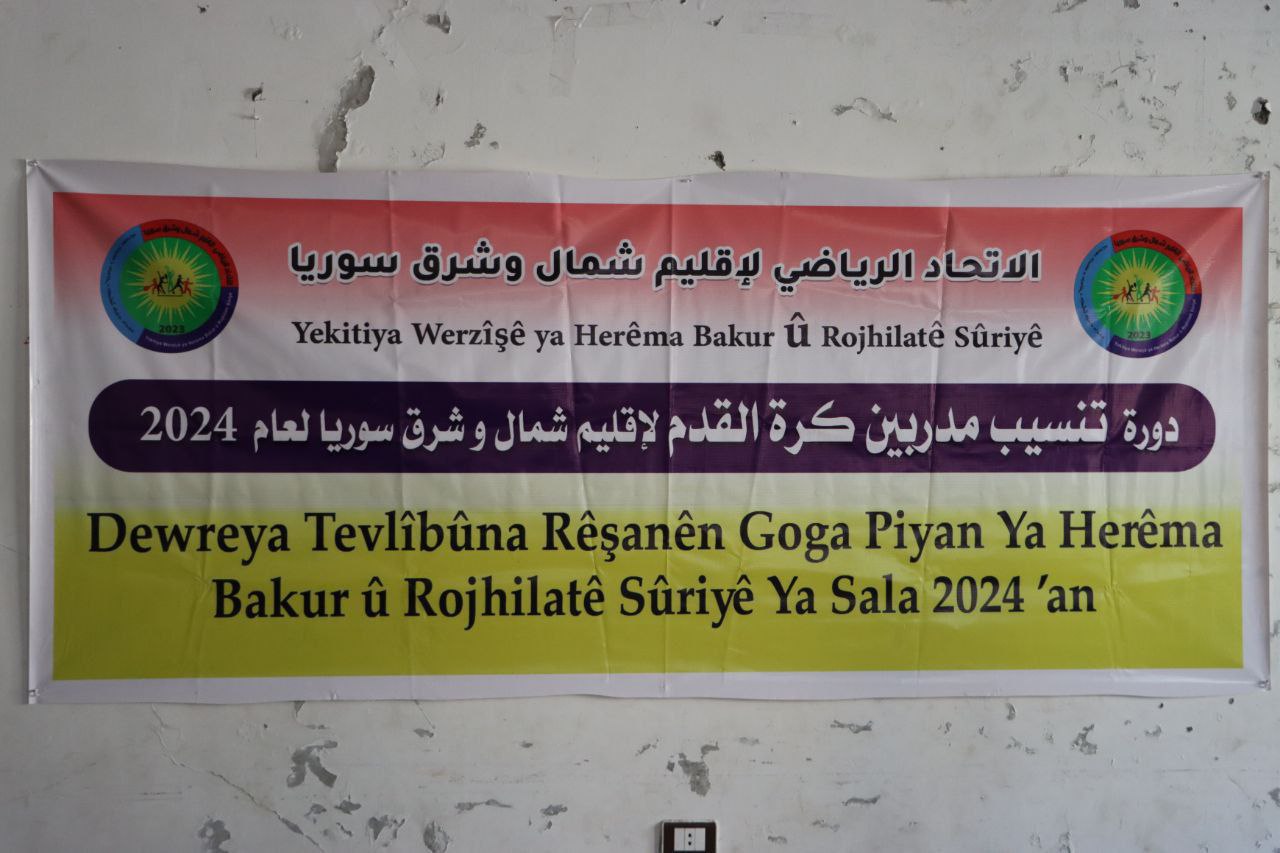 الاتحاد الرياضي لإقليم شمال وشرق سوريا
Yekitiya Werzîşê ya Herêma Bakur û Rojhilatê Sûriyê
2023
2023
دورة تنسيب مدربين كرة القدم لإقليم شمال و شرق سوريا لعام 2024
Dewreya Tevlîbûna Rêşanên Goga Piyan Ya Herêma
Bakur û Rojhilatê Sûriyê Ya Sala 2024 ’an